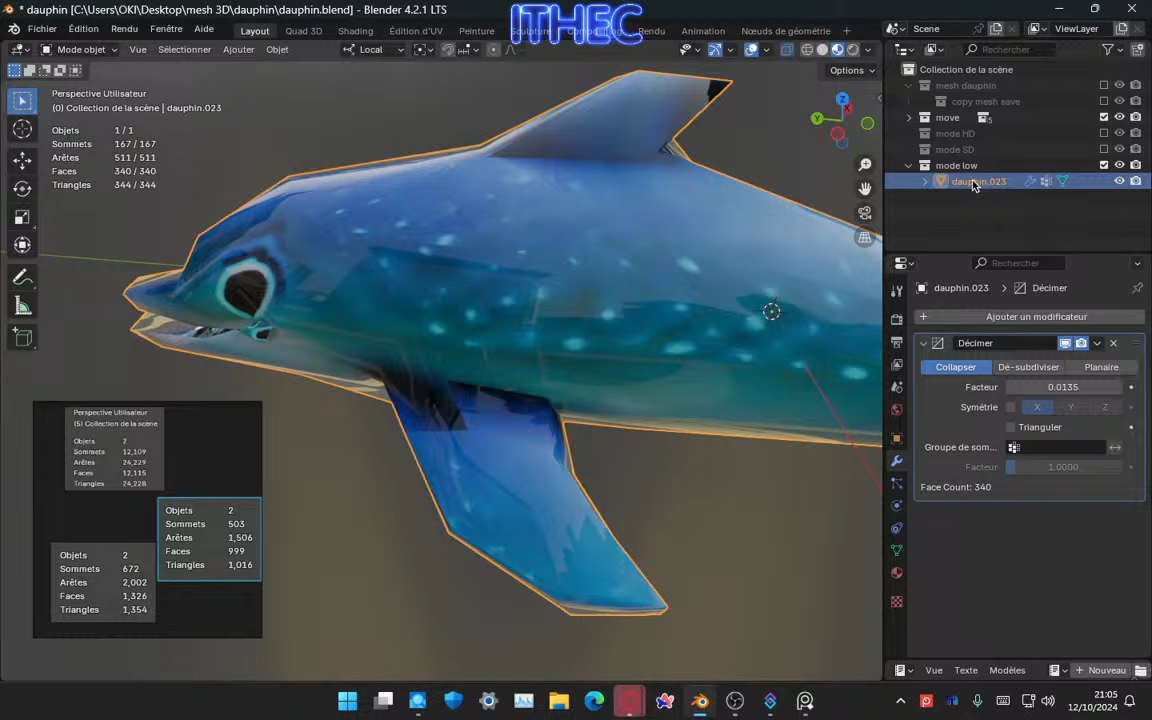 * dauphin [C:\Users\OKI\Desktop\mesh 3D\dauphin\dauphin.blend] - Blender 4.2.1 LTS
ITHEC
Fichier Édition Rendu Fenêtre Aide Layout Quad 3D Shading Édition d'UV Peinture Rendu Animation Nœuds de géométrie +
Scene
ViewLayer
Mode objet Vue Sélectionner Ajouter Objet Local
Options
Perspective Utilisateur
(0) Collection de la scène | dauphin.023
Objets 1 / 1
Sommets 167 / 167
Arêtes 511 / 511
Faces 340 / 340
Triangles 344 / 344
Z
Y
X
Perspective Utilisateur
(5) Collection de la scène
Objets 2
Sommets 12,109
Arêtes 24,229
Faces 12,115
Triangles 24,228
Objets 2
Sommets 503
Arêtes 1,506
Faces 999
Triangles 1,016
Objets 2
Sommets 672
Arêtes 2,002
Faces 1,326
Triangles 1,354
Rechercher
Collection de la scène
mesh dauphin
copy mesh save
move 5
mode HD
mode SD
mode low
dauphin.023
Rechercher
dauphin.023 > Décimer
+ Ajouter un modificateur
Décimer
Collapser Dé-subdiviser Planaire
Facteur 0.0135
Symétrie X Y Z
Trianguler
Groupe de som...
Facteur 1.0000
Face Count: 340
Vue Texte Modèles + Nouveau
21:05
12/10/2024